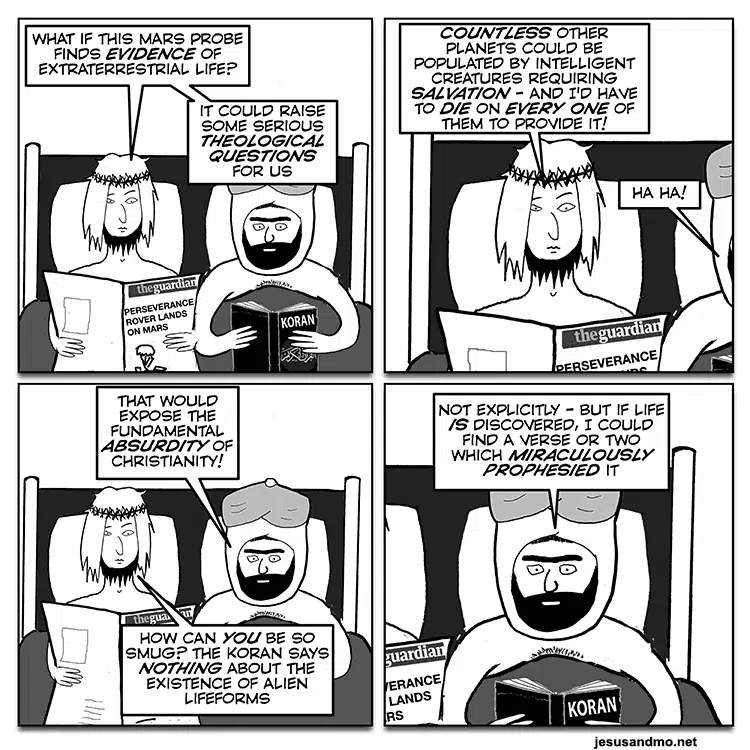 WHAT IF THIS MARS PROBE
FINDS EVIDENCE OF
EXTRATERRESTRIAL LIFE?
IT COULD RAISE
SOME SERIOUS
THEOLOGICAL
QUESTIONS
FOR US
theguardian
PERSEVERANCE
ROVER LANDS
ON MARS
KORAN
COUNTLESS OTHER
PLANETS COULD BE
POPULATED BY INTELLIGENT
CREATURES REQUIRING
SALVATION - AND I'D HAVE
TO DIE ON EVERY ONE OF
THEM TO PROVIDE IT!
HA HA!
theguardian
PERSEVERANCE
THAT WOULD
EXPOSE THE
FUNDAMENTAL
ABSURDITY OF
CHRISTIANITY!
theguar
HOW CAN YOU BE SO
SMUG? THE KORAN SAYS
NOTHING ABOUT THE
EXISTENCE OF ALIEN
LIFEFORMS
NOT EXPLICITLY - BUT IF LIFE
IS DISCOVERED, I COULD
FIND A VERSE OR TWO
WHICH MIRACULOUSLY
PROPHESIED IT
guardian
ERANCE
LANDS
RS
KORAN
jesusandmo.net